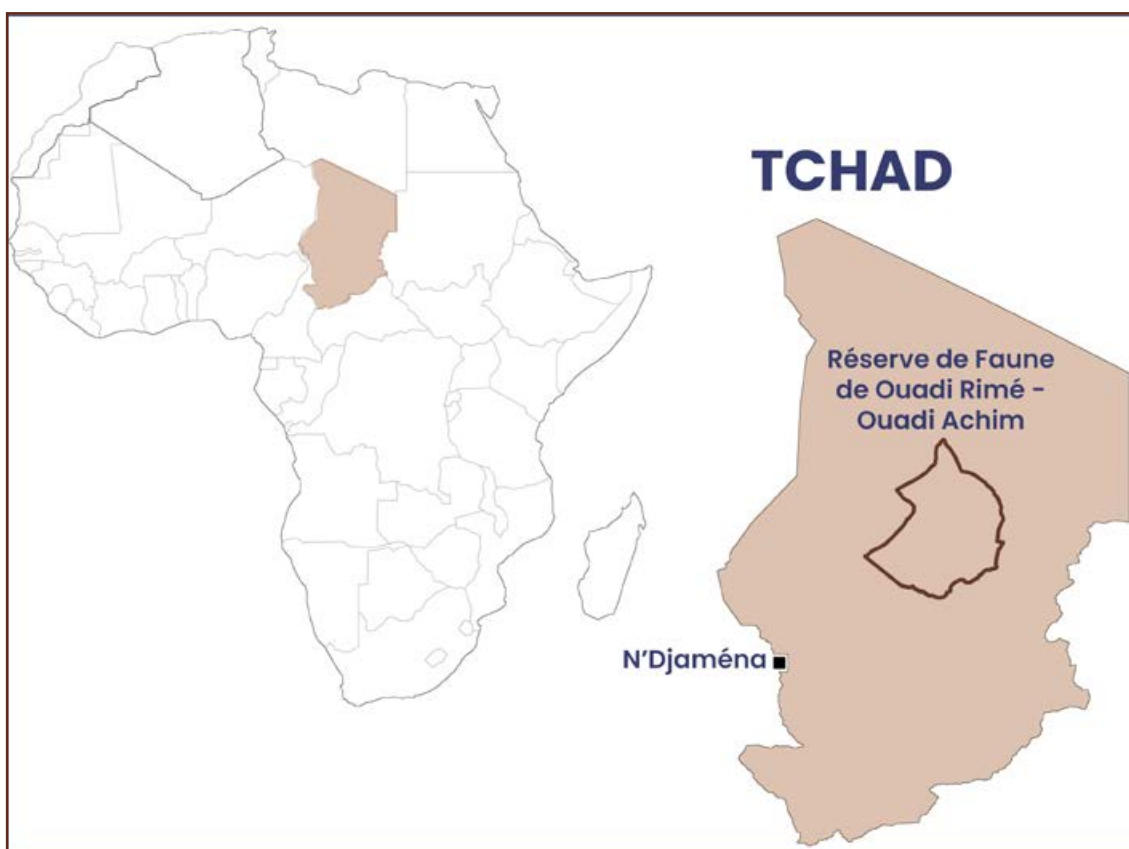 TCHAD
Réserve de Faune
de Ouadi Rimé -
Ouadi Achim
N'Djaména